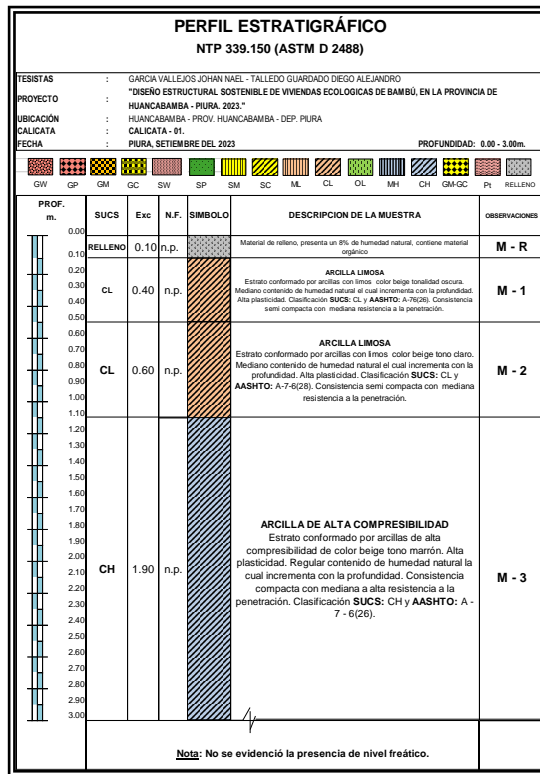 PERFIL ESTRATIGRÁFICO
NTP 339.150 (ASTM D 2488)
TESISTAS : GARCIA VALLEJOS JOHAN NAEL - TALLEDO GUARDADO DIEGO ALEJANDRO
PROYECTO : "DISEÑO ESTRUCTURAL SOSTENIBLE DE VIVIENDAS ECOLOGICAS DE BAMBÚ, EN LA PROVINCIA DE
HUANCABAMBA - PIURA. 2023."
UBICACIÓN : HUANCABAMBA - PROV. HUANCABAMBA - DEP. PIURA
CALICATA : CALICATA - 01.
FECHA : PIURA, SETIEMBRE DEL 2023 PROFUNDIDAD: 0.00 - 3.00m.
GW GP GM GC SW SP SM SC ML CL OL MH CH GM-GC Pt RELLENO
PROF. m. SUCS Exc N.F. SIMBOLO DESCRIPCION DE LA MUESTRA OBSERVACIONES
0.00
0.10
RELLENO 0.10 n.p. Material de relleno, presenta un 8% de humedad natural, contiene material
orgánico
M - R
0.20
0.30
0.40
0.50
CL 0.40 n.p.
ARCILLA LIMOSA
Estrato conformado por arcillas con limos color beige tonalidad oscura.
Mediano contenido de humedad natural el cual incrementa con la profundidad.
Alta plasticidad. Clasificación SUCS: CL y AASHTO: A-76(26). Consistencia
semi compacta con mediana resistencia a la penetración.
M - 1
0.60
0.70
0.80
0.90
1.00
1.10
CL 0.60 n.p.
ARCILLA LIMOSA
Estrato conformado por arcillas con limos color beige tono claro.
Mediano contenido de humedad natural el cual incrementa con la
profundidad. Alta plasticidad. Clasificación SUCS: CL y
AASHTO: A-7-6(28). Consistencia semi compacta con mediana
resistencia a la penetración.
M - 2
1.20
1.30
1.40
1.50
1.60
1.70
1.80
1.90
2.00
2.10
2.20
2.30
2.40
2.50
2.60
2.70
2.80
2.90
3.00
CH 1.90 n.p.
ARCILLA DE ALTA COMPRESIBILIDAD
Estrato conformado por arcillas de alta
compresibilidad de color beige tono marrón. Alta
plasticidad. Regular contenido de humedad natural la
cual incrementa con la profundidad. Consistencia
compacta con mediana a alta resistencia a la
penetración. Clasificación SUCS: CH y AASHTO: A -
7 - 6(26).
M - 3
Nota: No se evidenció la presencia de nivel freático.